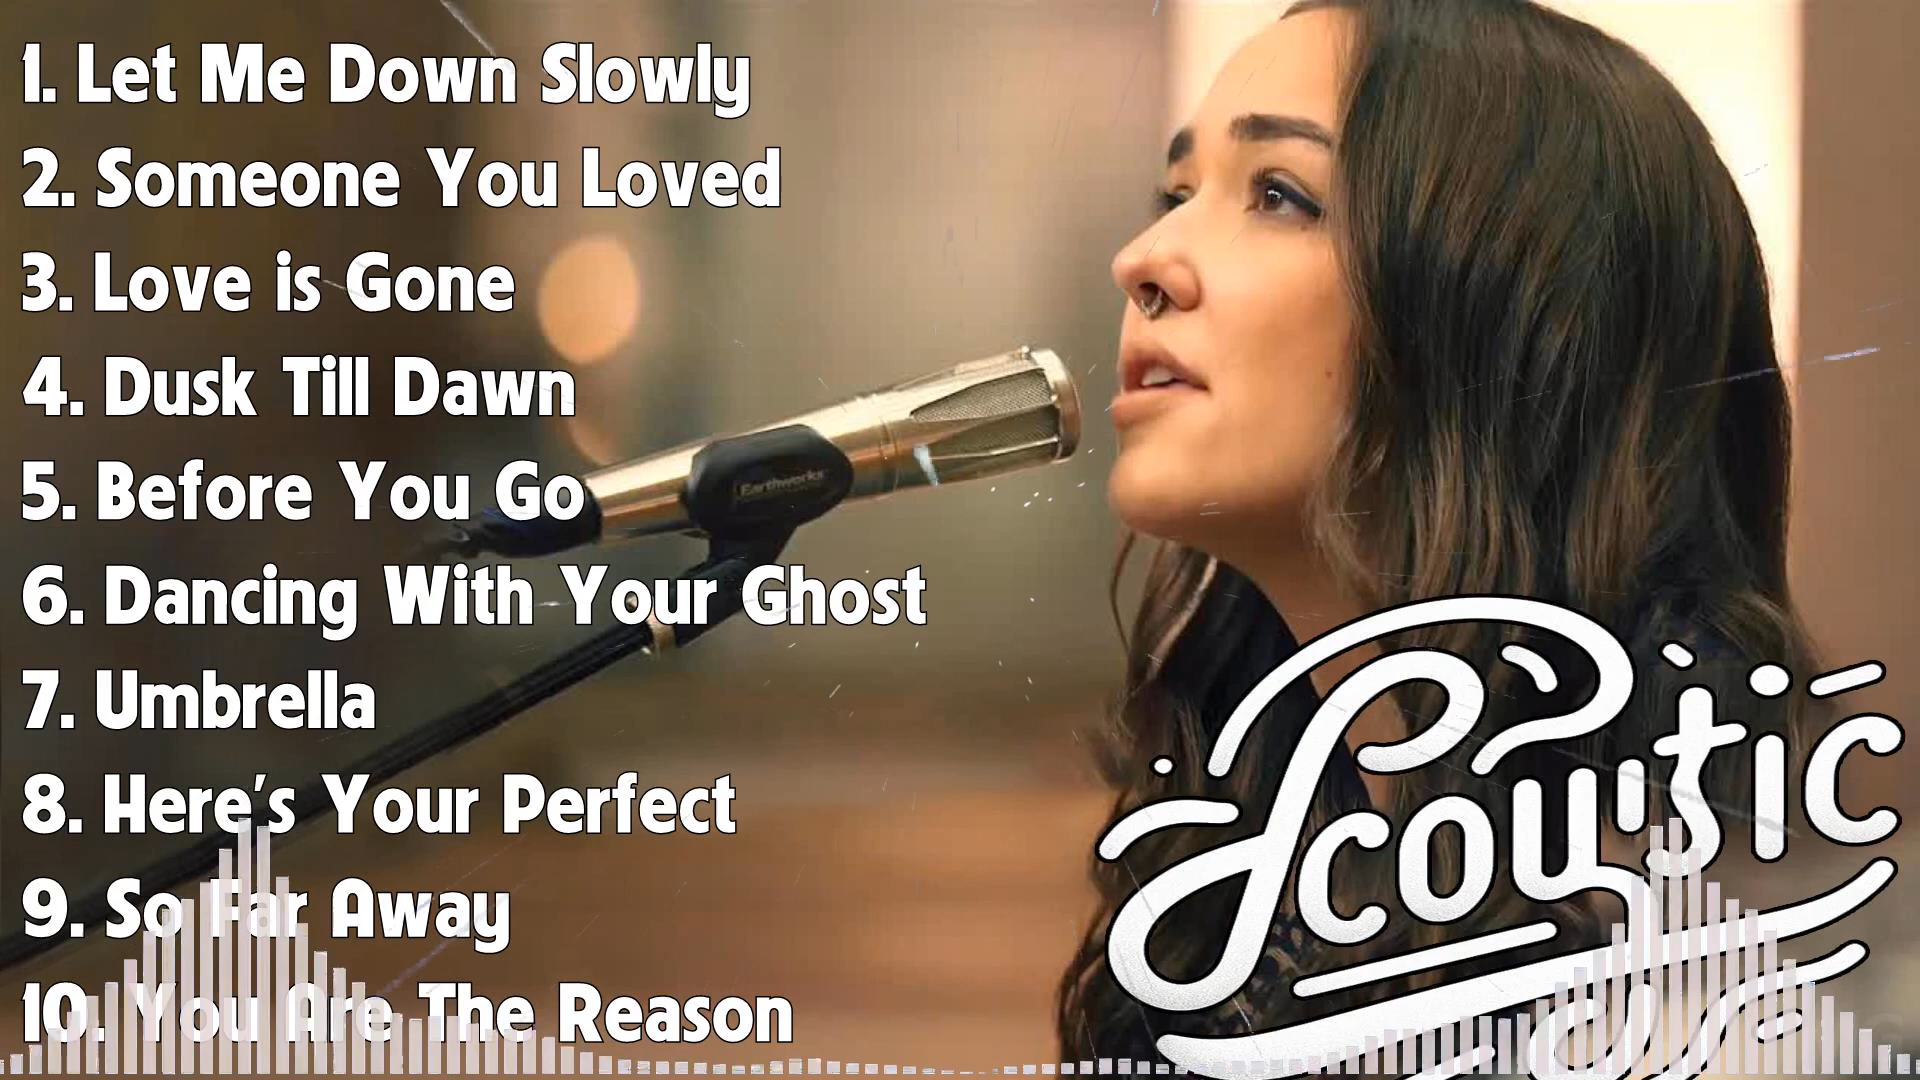 1. Let Me Down Slowly
2. Someone You Loved
3. Love is Gone
4. Dusk Till Dawn
5. Before You Go
6. Dancing With Your Ghost
7. Umbrella
8. Here's Your Perfect
9. So Far Away
10. You Are The Reason
Earthworks
Acoustic